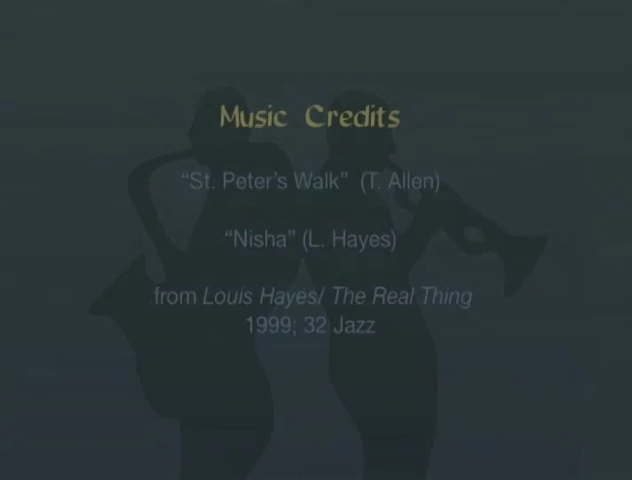 Music Credits
“St. Peter’s Walk” (T. Allen)
“Nisha” (L. Hayes)
from Louis Hayes/ The Real Thing
1999; 32 Jazz